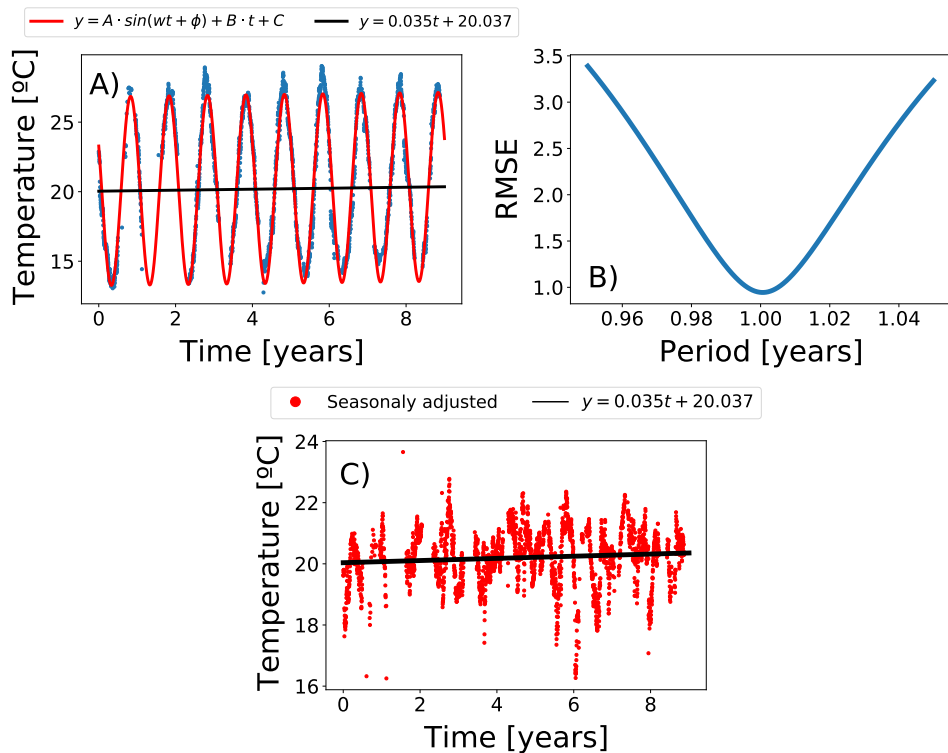 y = A · sin(wt + ϕ) + B · t + C    y = 0.035t + 20.037
A)
Temperature [ºC]
25
20
15
0 2 4 6 8
Time [years]
B)
RMSE
3.5
3.0
2.5
2.0
1.5
1.0
0.96 0.98 1.00 1.02 1.04
Period [years]
Seasonaly adjusted    y = 0.035t + 20.037
C)
Temperature [ºC]
24
22
20
18
16
0 2 4 6 8
Time [years]